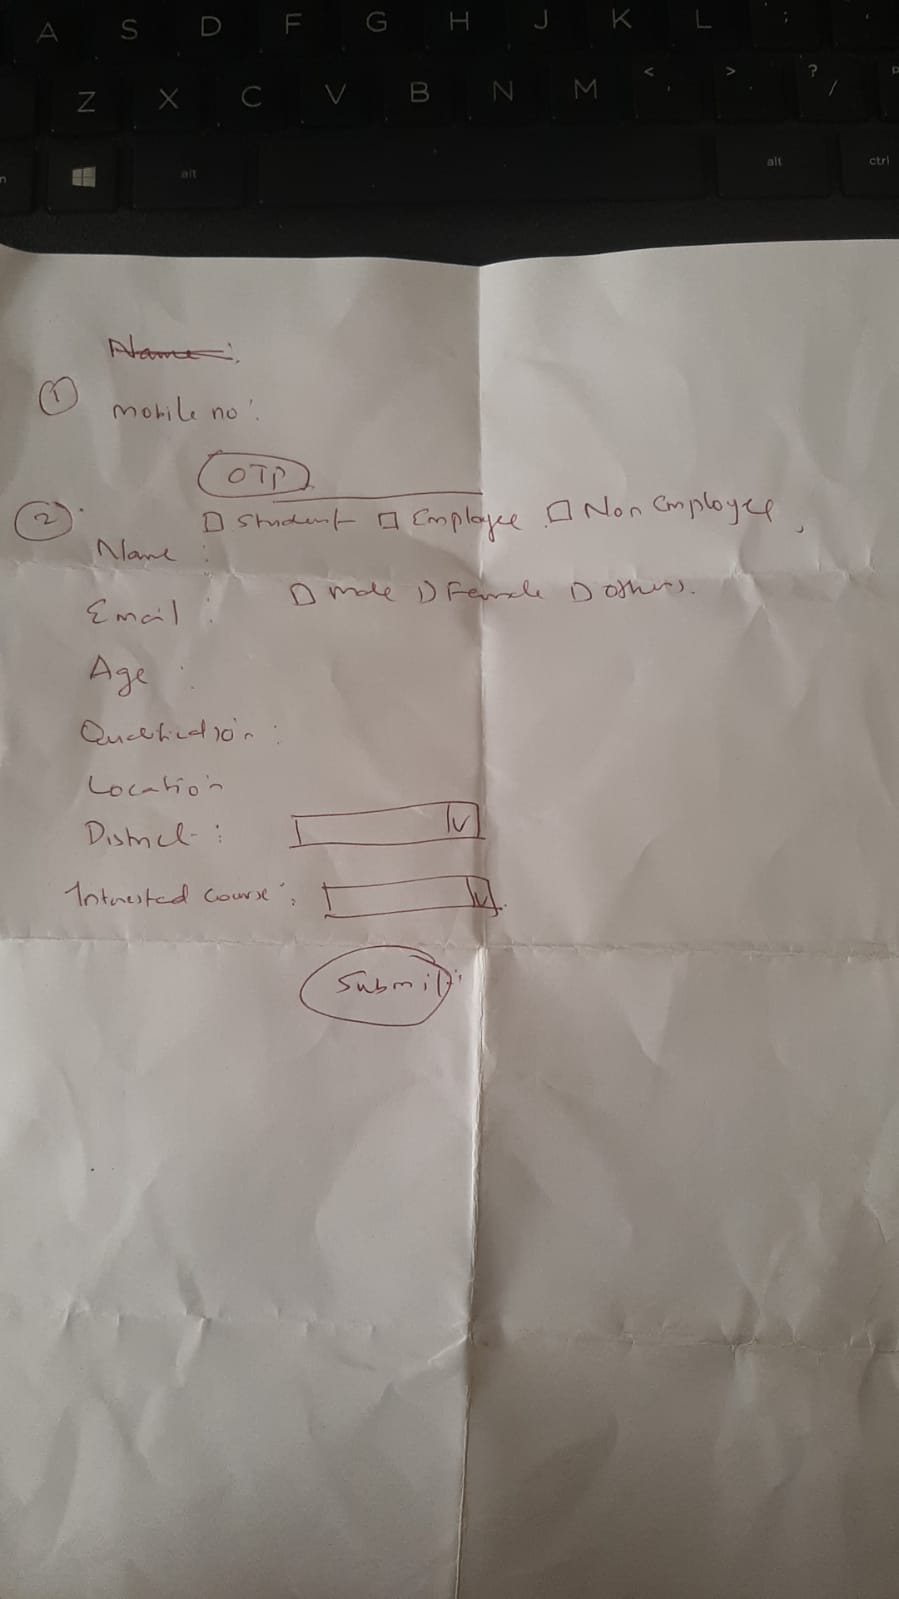 A S D F G H J K L ;
Z X C V B N M < , > . ? /
alt alt ctrl
Name:
1 mobile no:
OTP
2 Student Employee Non Employee,
Name :
male Female others.
Email :
Age :
Qualification :
Location
District :
Interested Course :
Submit